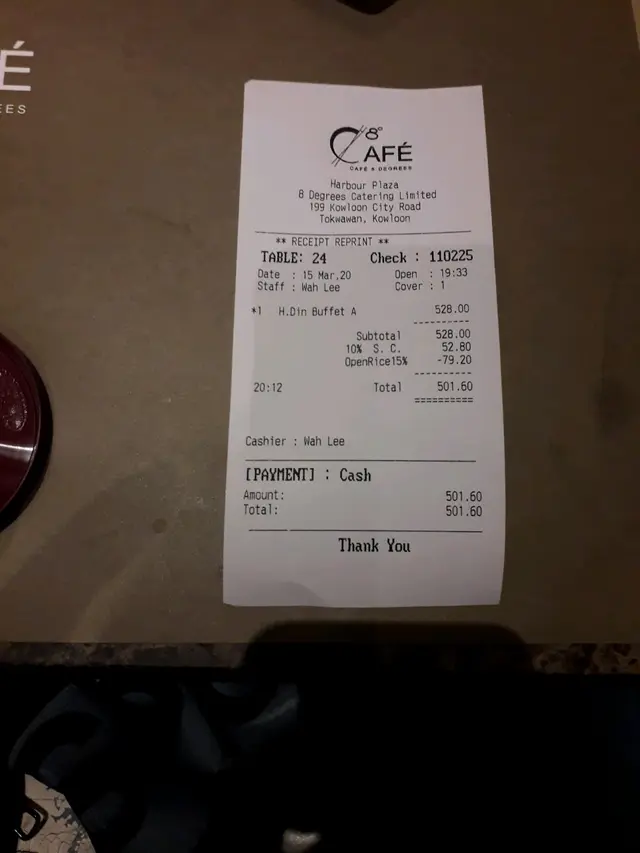 É
EES
8°
CAFÉ
CAFE 8 DEGREES
Harbour Plaza
8 Degrees Catering Limited
199 Kowloon City Road
Tokwawan, Kowloon
** RECEIPT REPRINT **
TABLE: 24 Check : 110225
Date : 15 Mar,20 Open : 19:33
Staff : Wah Lee Cover : 1
*1 H.Din Buffet A 528.00
----------
Subtotal 528.00
10% S. C. 52.80
OpenRice15% -79.20
----------
20:12 Total 501.60
==========
Cashier : Wah Lee
[PAYMENT] : Cash
Amount: 501.60
Total: 501.60
Thank You